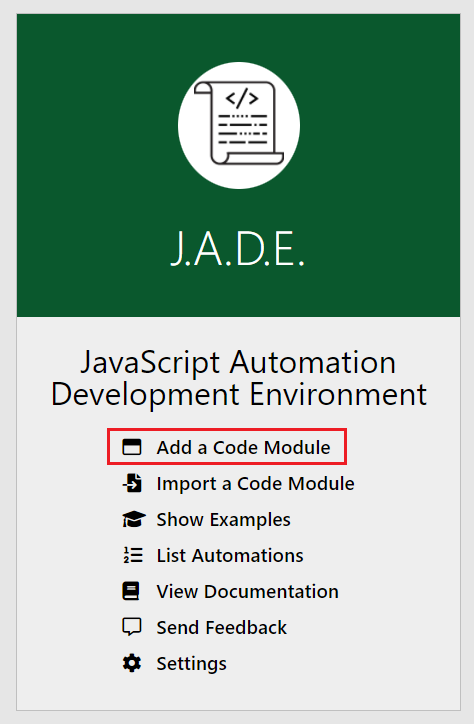 </>
J.A.D.E.
JavaScript Automation
Development Environment
Add a Code Module
Import a Code Module
Show Examples
List Automations
View Documentation
Send Feedback
Settings